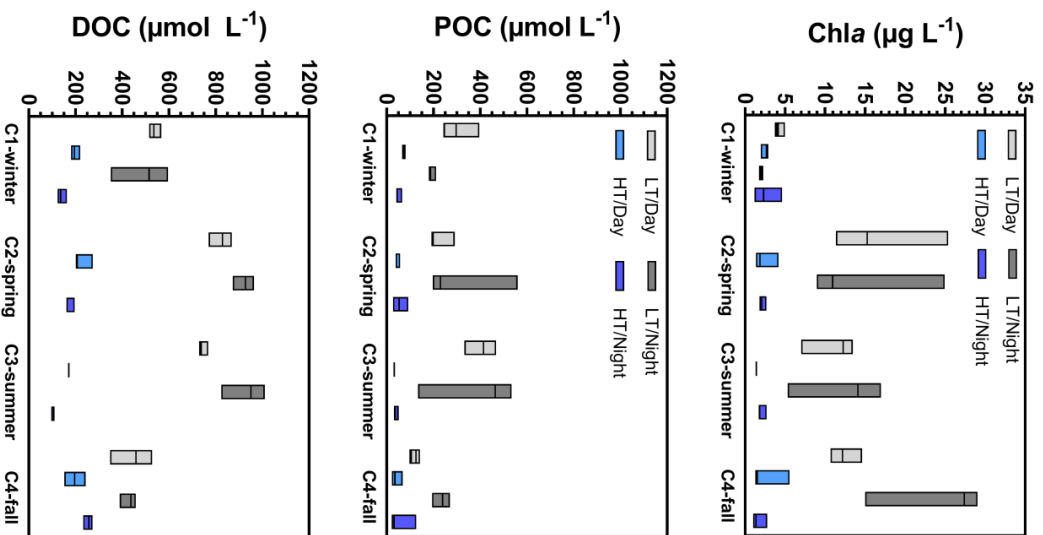 DOC (µmol L-1)
0
200
400
600
800
1000
1200
C1-winter
C2-spring
C3-summer
C4-fall
POC (µmol L-1)
0
200
400
600
800
1000
1200
LT/Day
LT/Night
HT/Day
HT/Night
C1-winter
C2-spring
C3-summer
C4-fall
Chla (µg L-1)
0
5
10
15
20
25
30
35
LT/Day
LT/Night
HT/Day
HT/Night
C1-winter
C2-spring
C3-summer
C4-fall